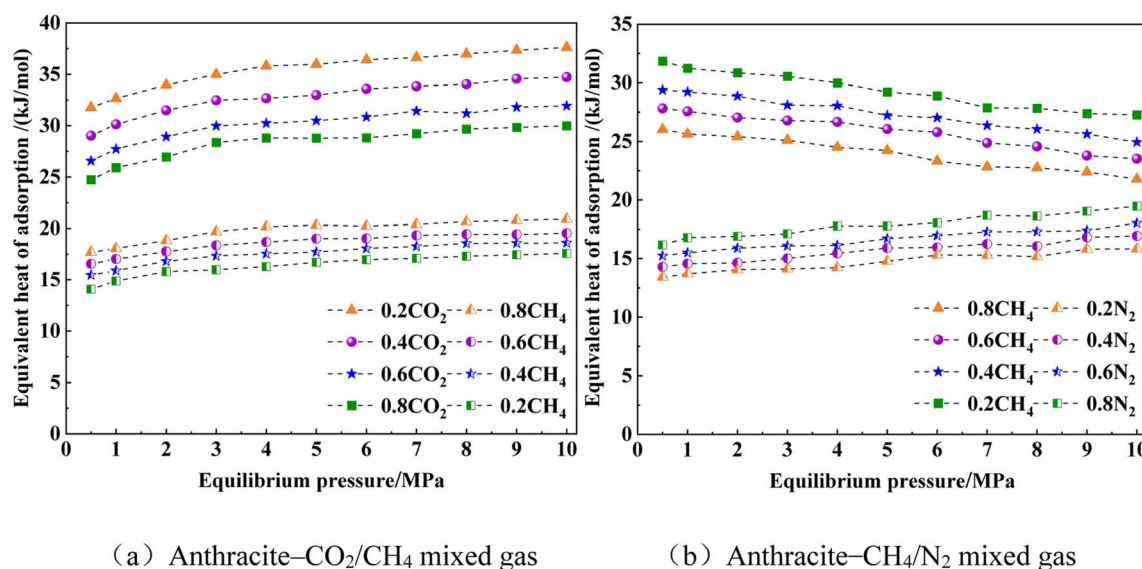 Equivalent heat of adsorption /(kJ/mol)
40
35
30
25
20
15
10
5
0
0.2CO₂ 0.8CH₄
0.4CO₂ 0.6CH₄
0.6CO₂ 0.4CH₄
0.8CO₂ 0.2CH₄
0 1 2 3 4 5 6 7 8 9 10
Equilibrium pressure/MPa
(a) Anthracite–CO₂/CH₄ mixed gas
Equivalent heat of adsorption /(kJ/mol)
35
30
25
20
15
10
5
0
0.8CH₄ 0.2N₂
0.6CH₄ 0.4N₂
0.4CH₄ 0.6N₂
0.2CH₄ 0.8N₂
0 1 2 3 4 5 6 7 8 9 10
Equilibrium pressure/MPa
(b) Anthracite–CH₄/N₂ mixed gas